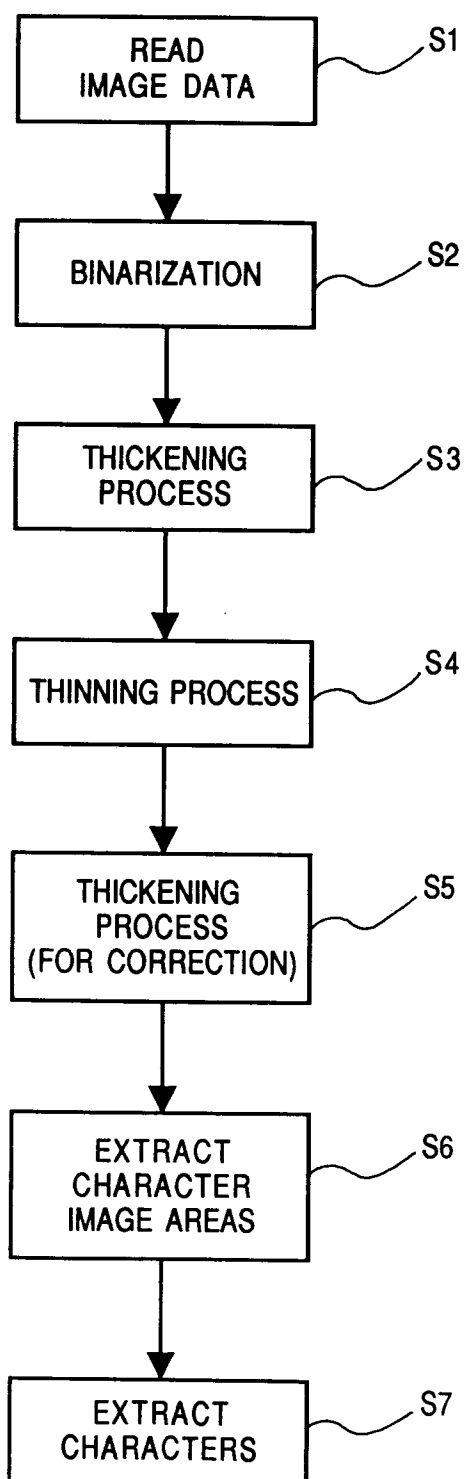 READ
IMAGE DATA
S1
BINARIZATION
S2
THICKENING
PROCESS
S3
THINNING PROCESS
S4
THICKENING
PROCESS
(FOR CORRECTION)
S5
EXTRACT
CHARACTER
IMAGE AREAS
S6
EXTRACT
CHARACTERS
S7